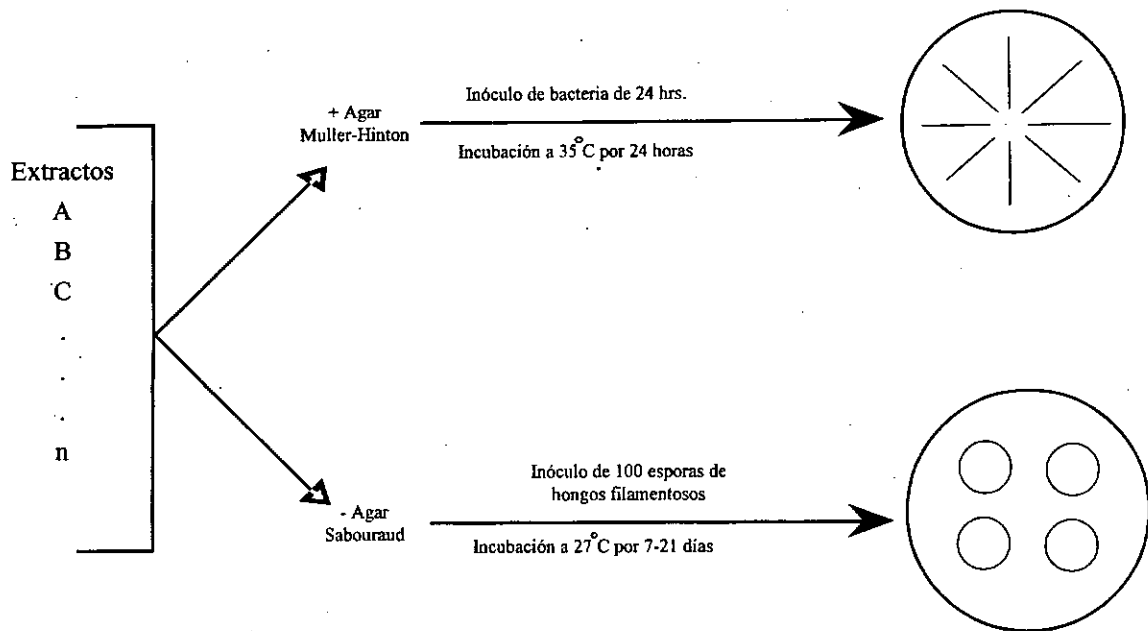 Extractos
A
B
C
.
.
.
n
+ Agar
Muller-Hinton
Inóculo de bacteria de 24 hrs.
Incubación a 35°C por 24 horas
- Agar
Sabouraud
Inóculo de 100 esporas de
hongos filamentosos
Incubación a 27°C por 7-21 días